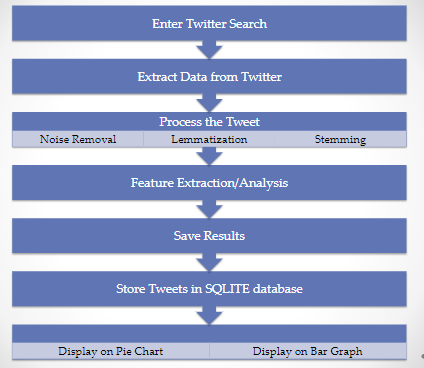 Enter Twitter Search
Extract Data from Twitter
Process the Tweet
Noise Removal Lemmatization Stemming
Feature Extraction/Analysis
Save Results
Store Tweets in SQLITE database
Display on Pie Chart Display on Bar Graph